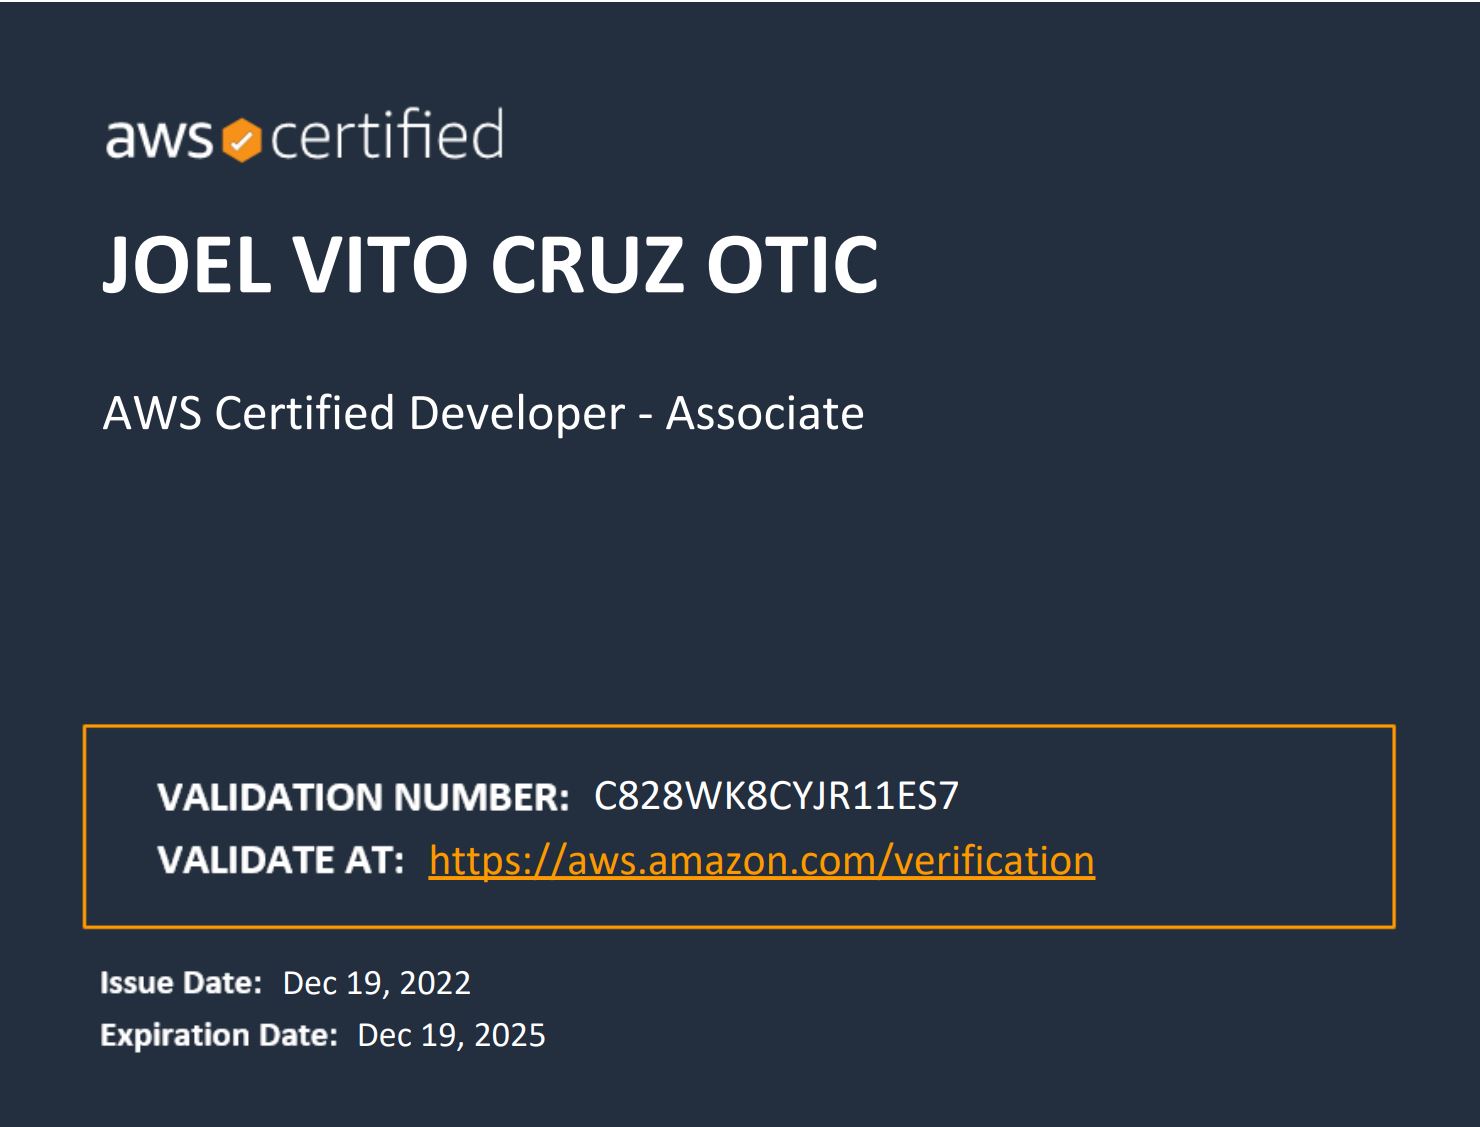 aws certified
JOEL VITO CRUZ OTIC
AWS Certified Developer - Associate
VALIDATION NUMBER: C828WK8CYJR11ES7
VALIDATE AT: https://aws.amazon.com/verification
Issue Date: Dec 19, 2022
Expiration Date: Dec 19, 2025